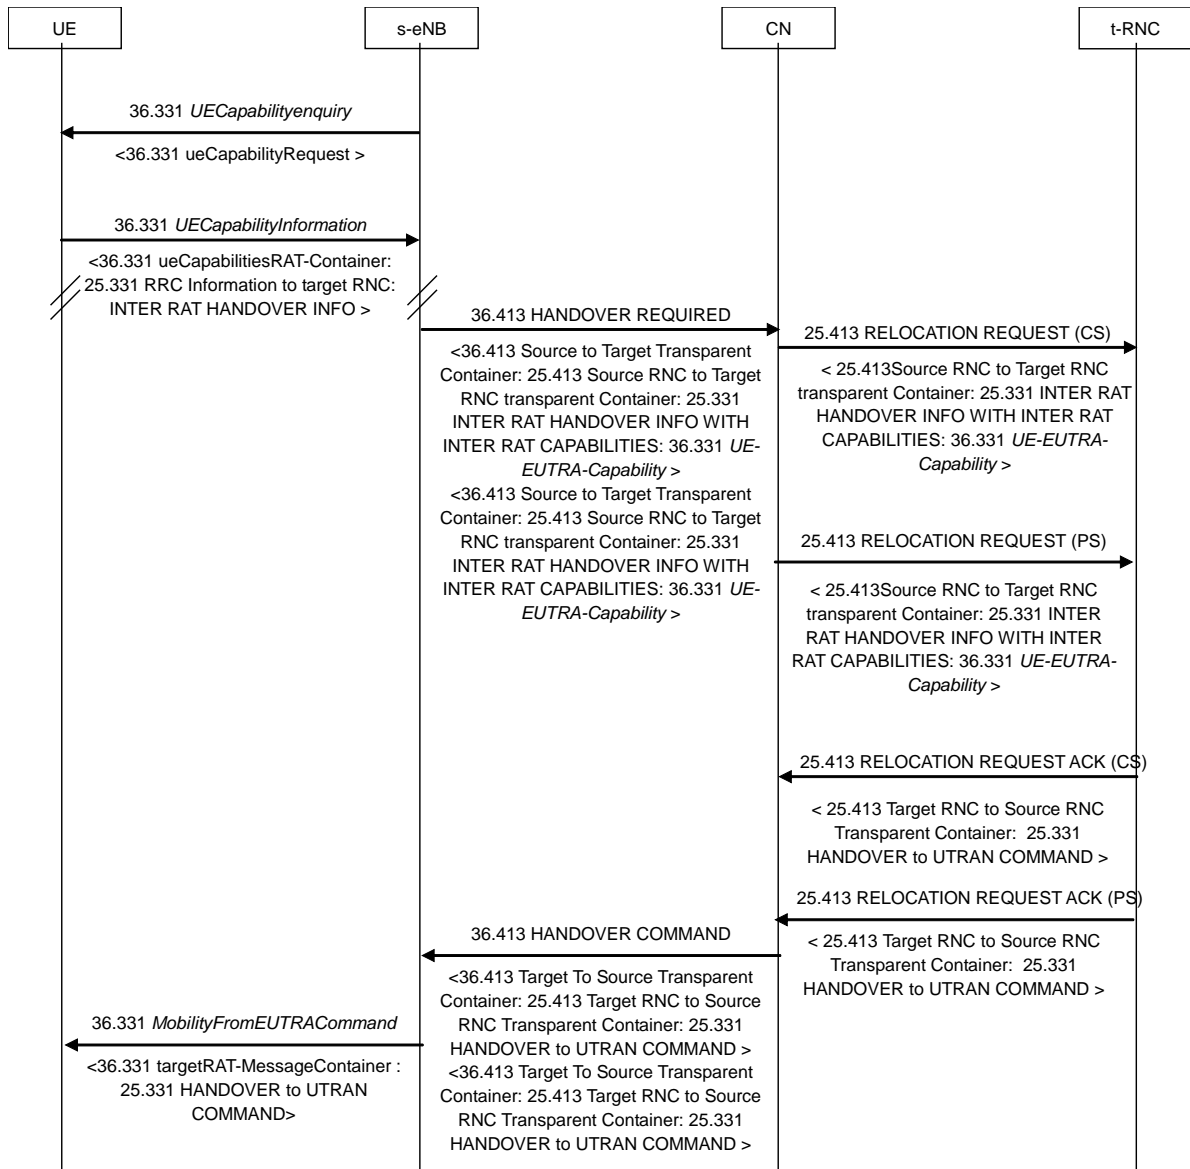 UE
s-eNB
CN
t-RNC
36.331 UECapabilityenquiry
<36.331 ueCapabilityRequest >
36.331 UECapabilityInformation
<36.331 ueCapabilitiesRAT-Container:
25.331 RRC Information to target RNC:
INTER RAT HANDOVER INFO >
36.413 HANDOVER REQUIRED
<36.413 Source to Target Transparent
Container: 25.413 Source RNC to Target
RNC transparent Container: 25.331
INTER RAT HANDOVER INFO WITH
INTER RAT CAPABILITIES: 36.331 UE-
EUTRA-Capability >
<36.413 Source to Target Transparent
Container: 25.413 Source RNC to Target
RNC transparent Container: 25.331
INTER RAT HANDOVER INFO WITH
INTER RAT CAPABILITIES: 36.331 UE-
EUTRA-Capability >
25.413 RELOCATION REQUEST (CS)
< 25.413Source RNC to Target RNC
transparent Container: 25.331 INTER RAT
HANDOVER INFO WITH INTER RAT
CAPABILITIES: 36.331 UE-EUTRA-
Capability >
25.413 RELOCATION REQUEST (PS)
< 25.413Source RNC to Target RNC
transparent Container: 25.331 INTER
RAT HANDOVER INFO WITH INTER
RAT CAPABILITIES: 36.331 UE-EUTRA-
Capability >
25.413 RELOCATION REQUEST ACK (CS)
< 25.413 Target RNC to Source RNC
Transparent Container: 25.331
HANDOVER to UTRAN COMMAND >
25.413 RELOCATION REQUEST ACK (PS)
< 25.413 Target RNC to Source RNC
Transparent Container: 25.331
HANDOVER to UTRAN COMMAND >
36.413 HANDOVER COMMAND
<36.413 Target To Source Transparent
Container: 25.413 Target RNC to Source
RNC Transparent Container: 25.331
HANDOVER to UTRAN COMMAND >
<36.413 Target To Source Transparent
Container: 25.413 Target RNC to Source
RNC Transparent Container: 25.331
HANDOVER to UTRAN COMMAND >
36.331 MobilityFromEUTRACommand
<36.331 targetRAT-MessageContainer :
25.331 HANDOVER to UTRAN
COMMAND>